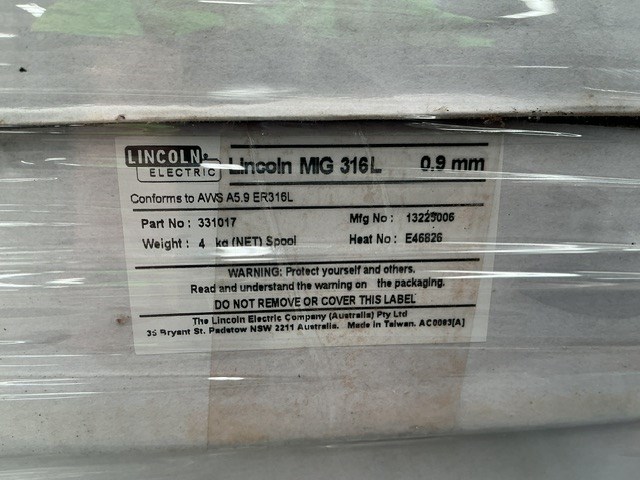 LINCOLN ELECTRIC
Lincoln MIG 316L 0.9 mm
Conforms to AWS A5.9 ER316L
Part No : 331017 Mfg No : 13225006
Weight : 4 kg (NET) Spool Heat No : E46826
WARNING: Protect yourself and others.
Read and understand the warning on the packaging.
DO NOT REMOVE OR COVER THIS LABEL
The Lincoln Electric Company (Australia) Pty Ltd
35 Bryant St. Padstow NSW 2211 Australia. Made in Taiwan. AC0083[A]